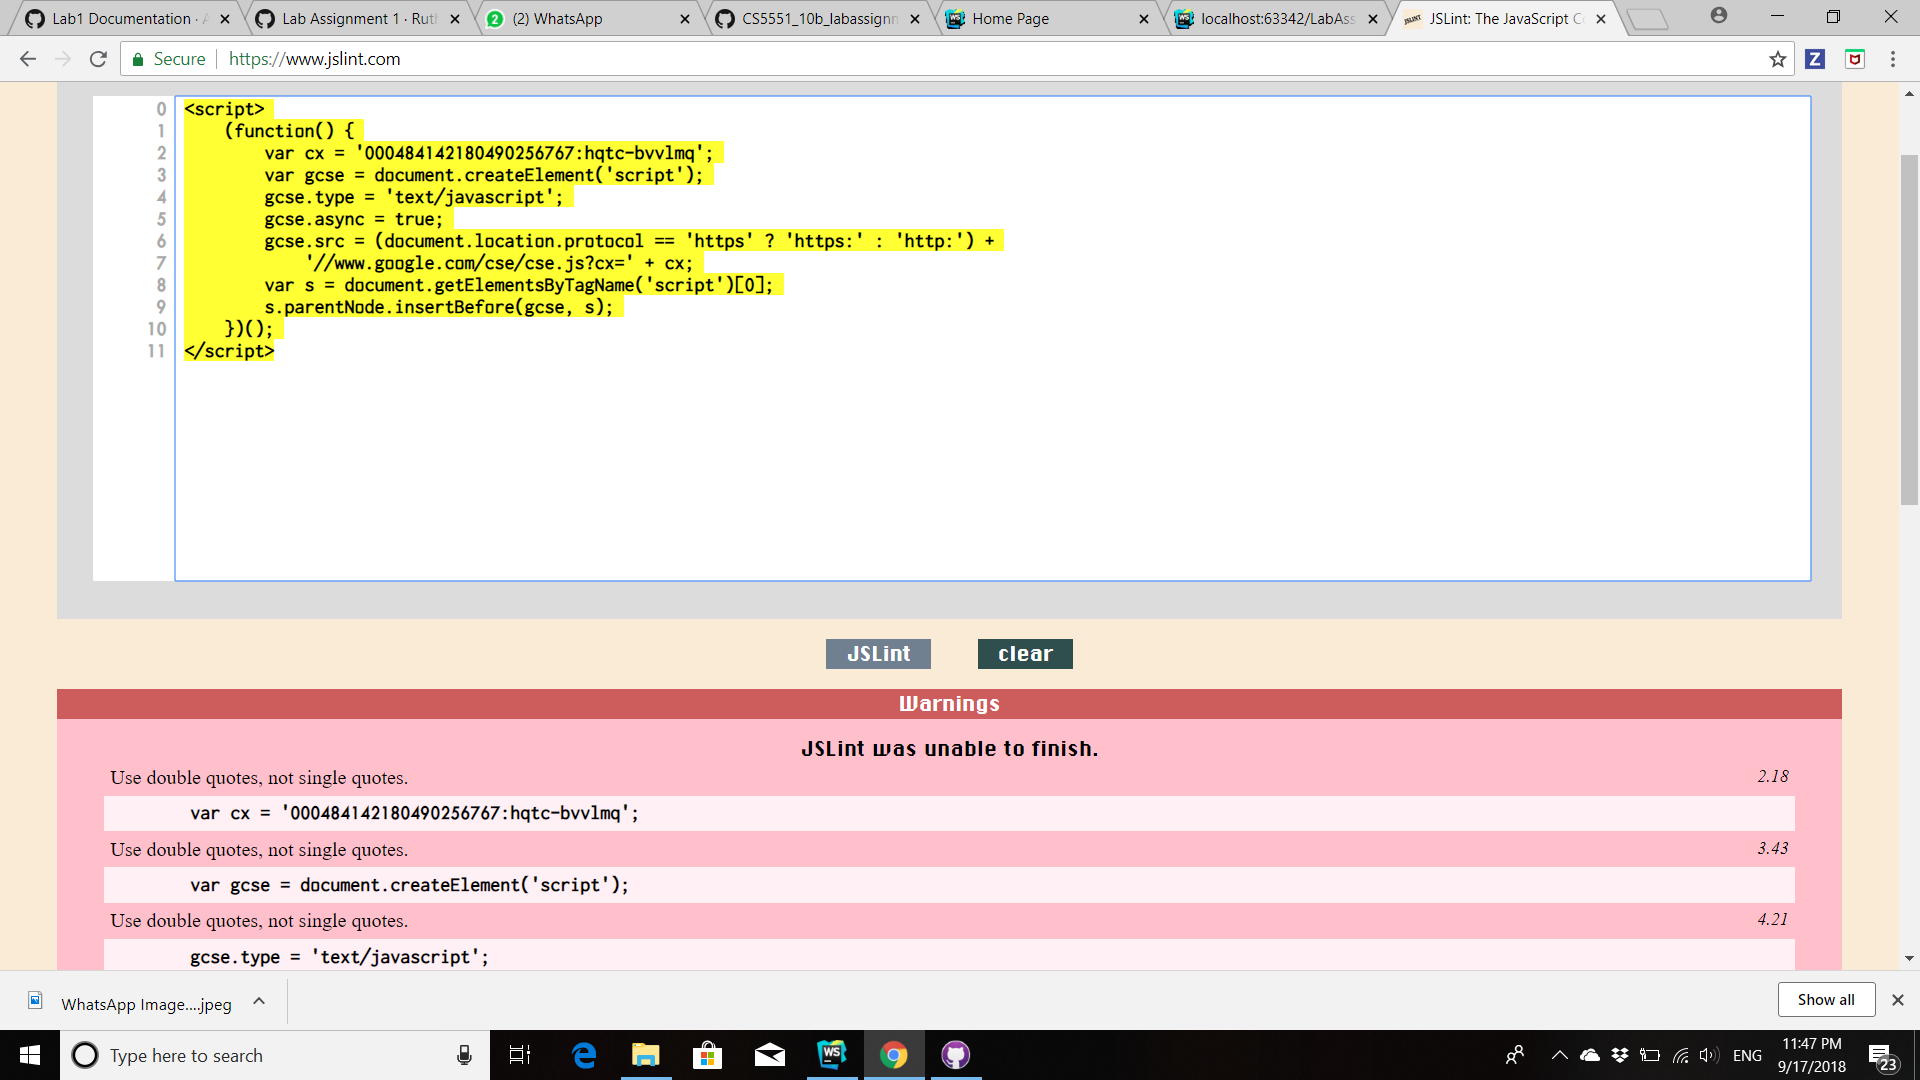 Lab1 Documentation ·
Lab Assignment 1 · Ruth
(2) WhatsApp
CS5551_10b_labassignm
Home Page
localhost:63342/LabAss
JSLint: The JavaScript Co
Secure
https://www.jslint.com
0 <script>
1 (function() {
2 var cx = '000484142180490256767:hqtc-bvvlmq';
3 var gcse = document.createElement('script');
4 gcse.type = 'text/javascript';
5 gcse.async = true;
6 gcse.src = (document.location.protocol == 'https' ? 'https:' : 'http:') +
7 '//www.google.com/cse/cse.js?cx=' + cx;
8 var s = document.getElementsByTagName('script')[0];
9 s.parentNode.insertBefore(gcse, s);
10 })();
11 </script>
JSLint
clear
Warnings
JSLint was unable to finish.
Use double quotes, not single quotes. 2.18
var cx = '000484142180490256767:hqtc-bvvlmq';
Use double quotes, not single quotes. 3.43
var gcse = document.createElement('script');
Use double quotes, not single quotes. 4.21
gcse.type = 'text/javascript';
WhatsApp Image....jpeg
Show all
Type here to search
WS
ENG
11:47 PM
9/17/2018
23